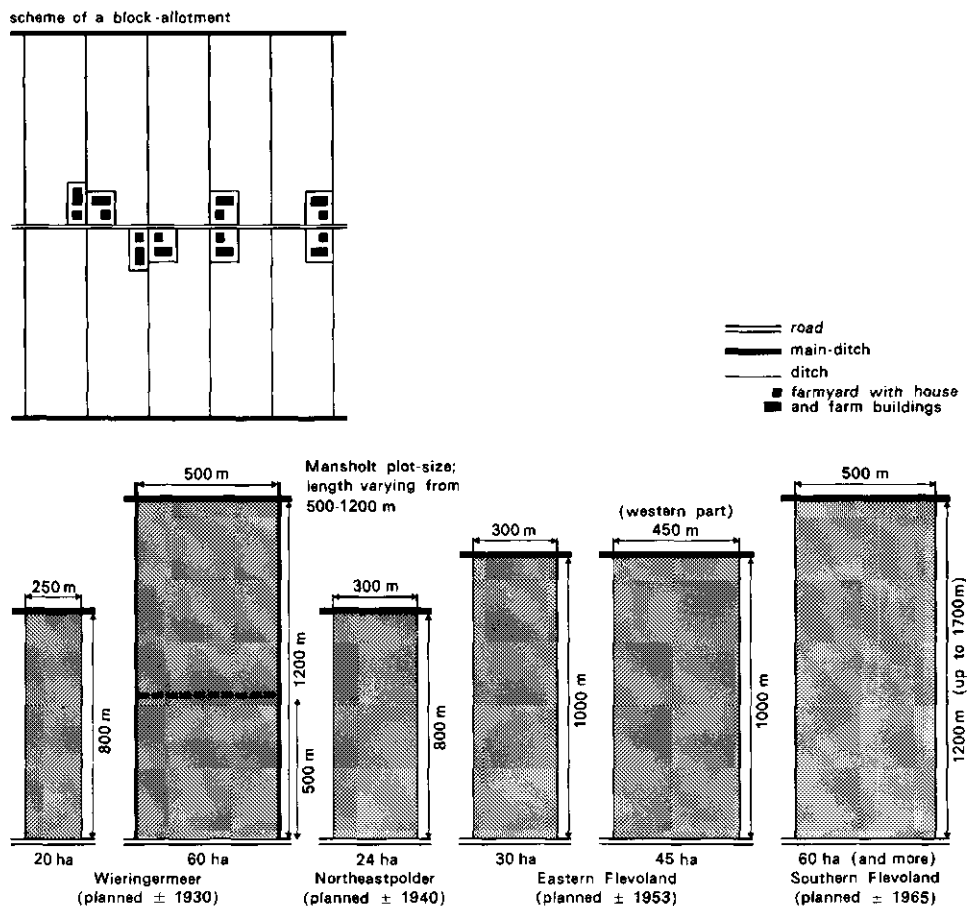 scheme of a block-allotment
road
main-ditch
ditch
farmyard with house
and farm buildings
500 m
Mansholt plot-size;
length varying from
500-1200 m
500 m
(western part)
300 m
450 m
250 m
300 m
800 m
1200 m
500 m
800 m
1000 m
1000 m
1200 m (up to 1700 m)
20 ha
60 ha
24 ha
30 ha
45 ha
60 ha (and more)
Wieringermeer
Northeastpolder
Eastern Flevoland
Southern Flevoland
(planned ± 1930)
(planned ± 1940)
(planned ± 1953)
(planned ± 1965)